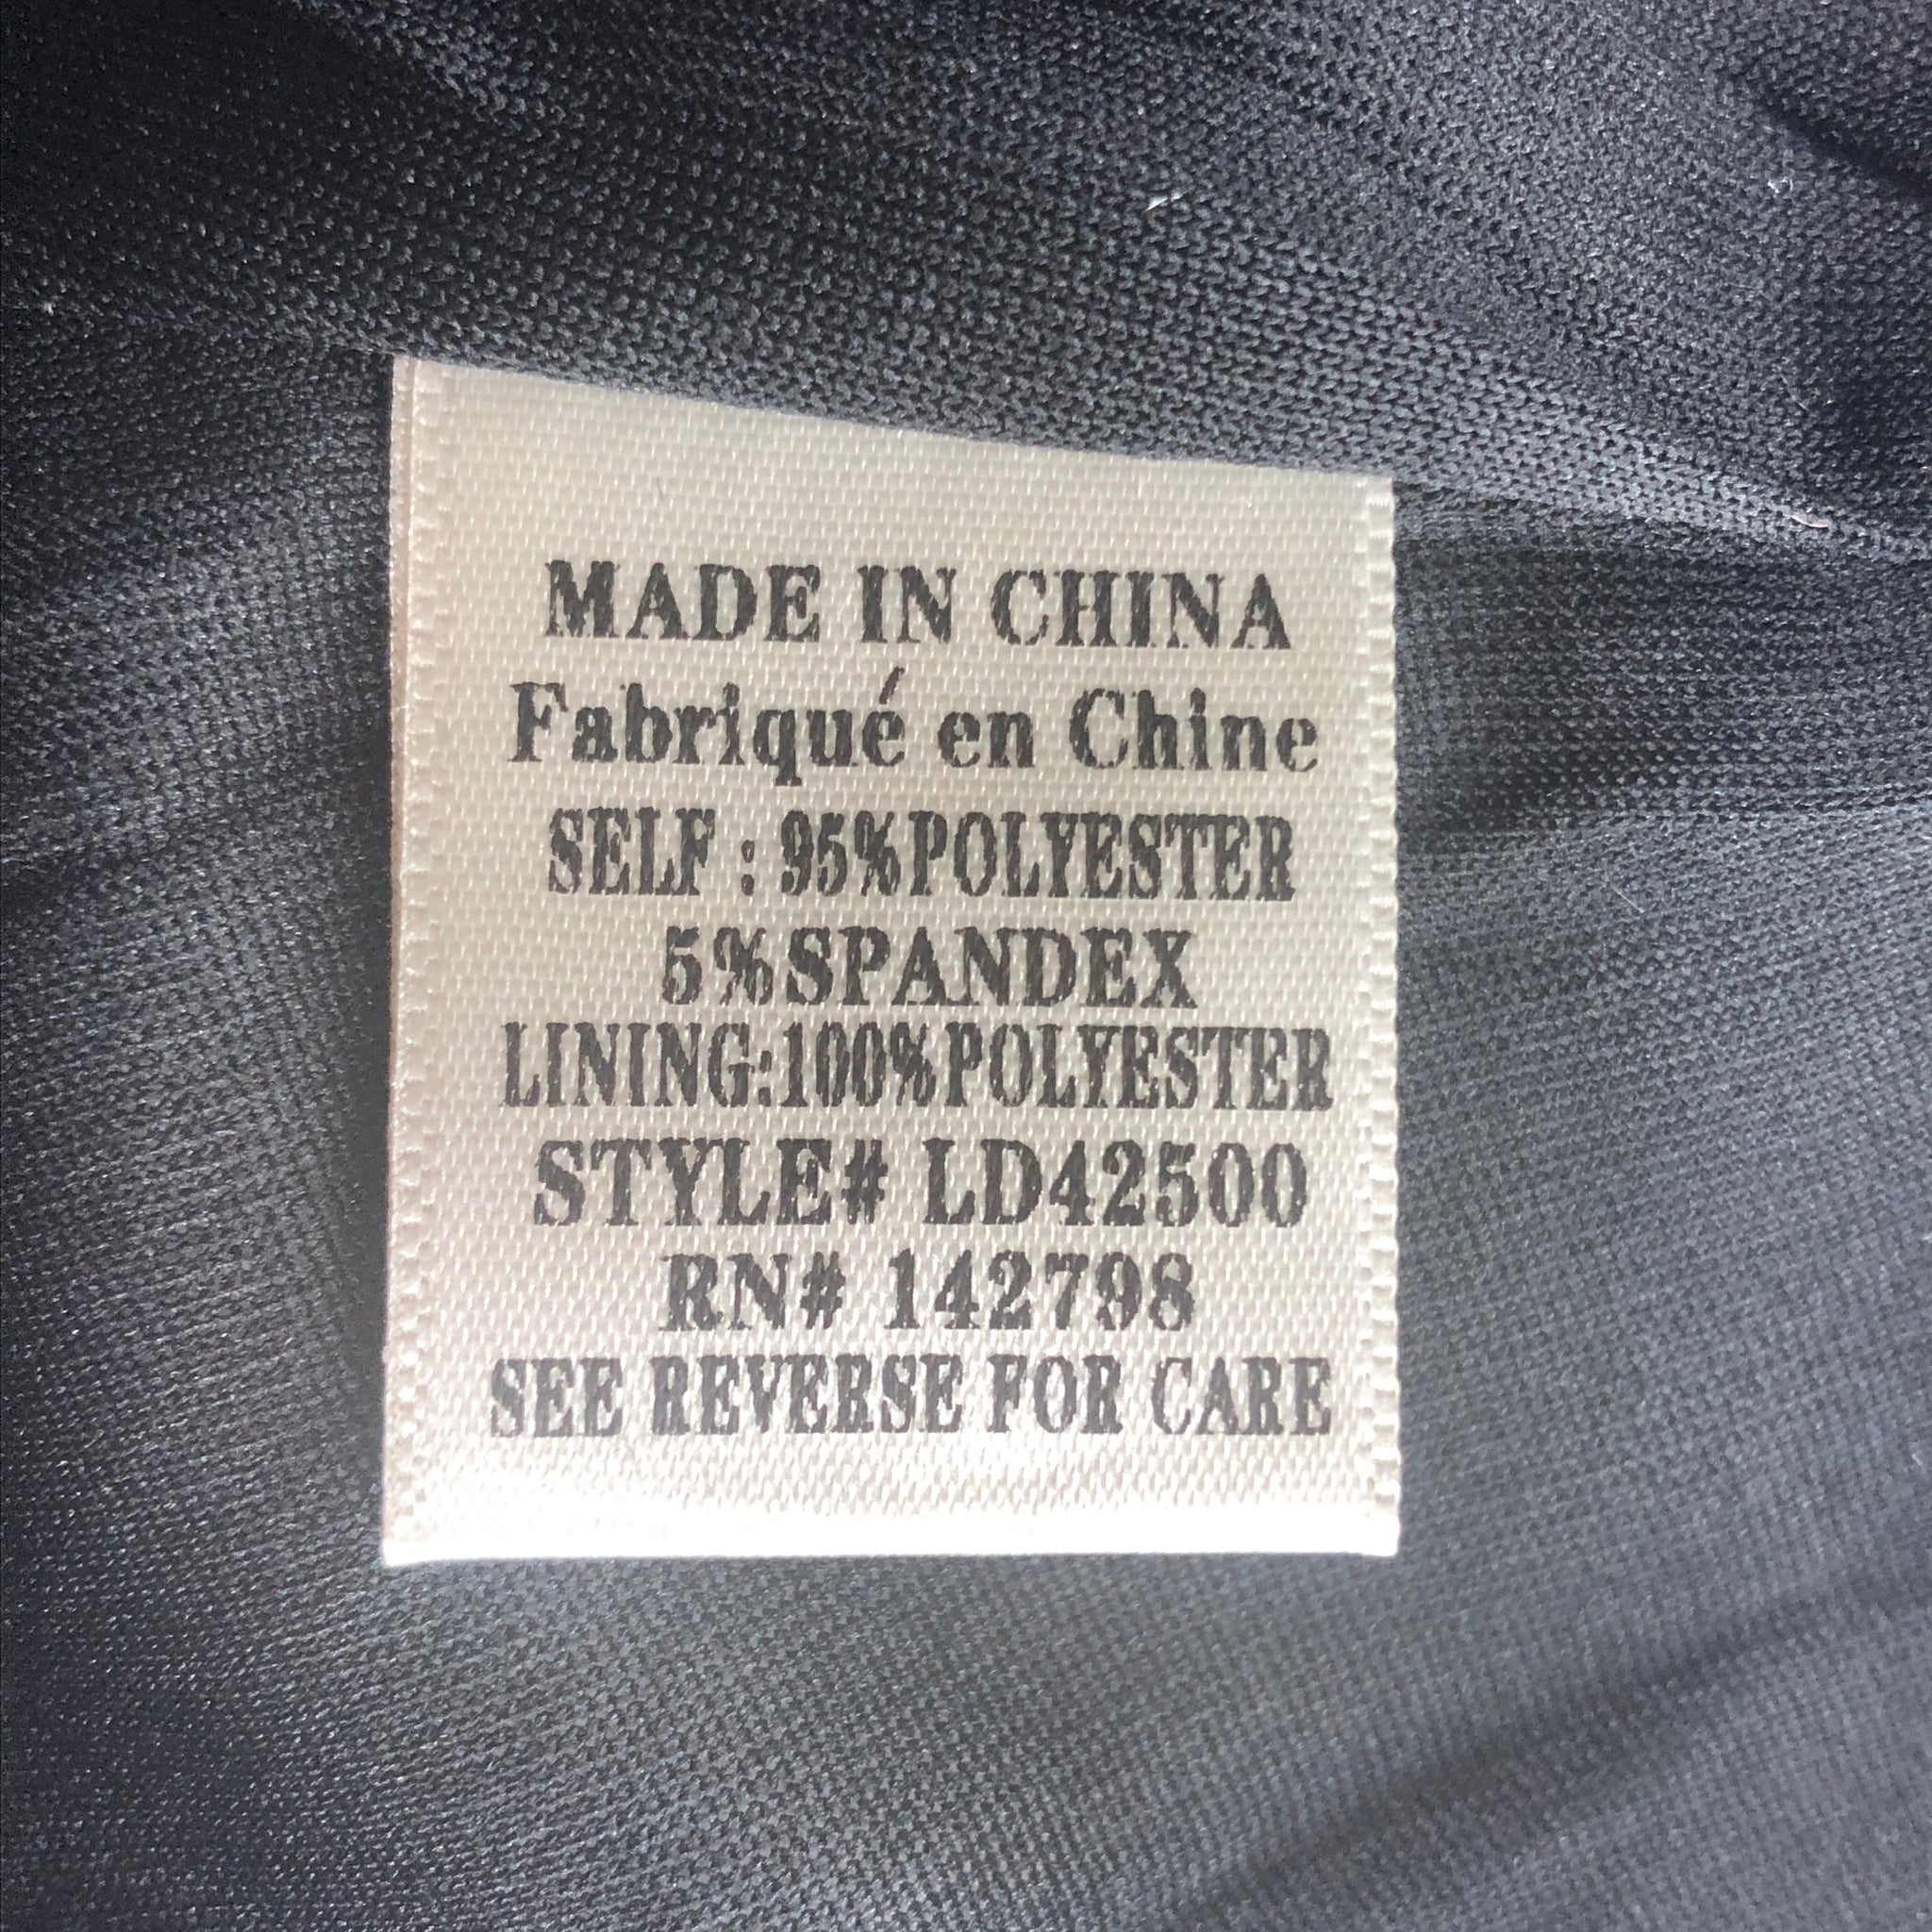 MADE IN CHINA
Fabriqué en Chine
SELF : 95%POLYESTER
5%SPANDEX
LINING:100%POLYESTER
STYLE# LD42500
RN# 142798
SEE REVERSE FOR CARE